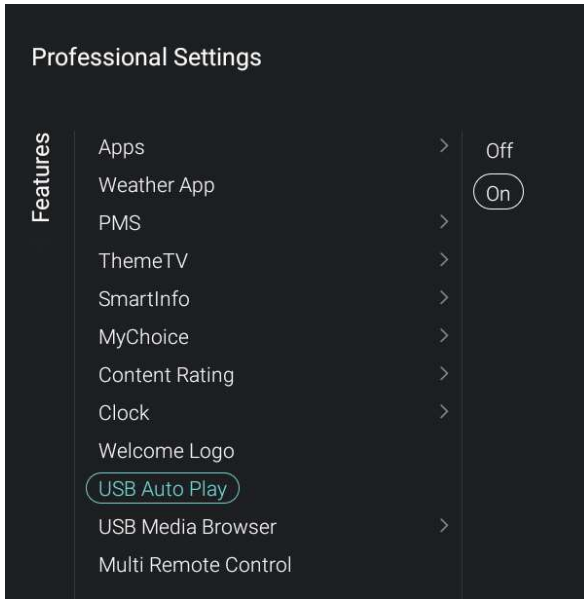 Professional Settings
Features
Apps
Weather App
PMS
ThemeTV
SmartInfo
MyChoice
Content Rating
Clock
Welcome Logo
USB Auto Play
USB Media Browser
Multi Remote Control
Off
On